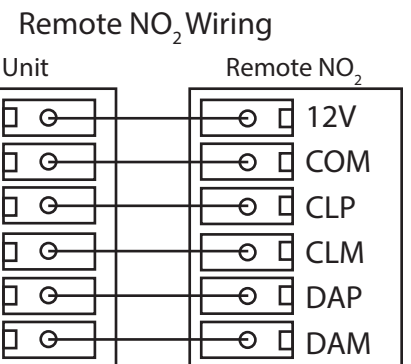 Remote NO₂ Wiring
Unit Remote NO₂
12V
COM
CLP
CLM
DAP
DAM